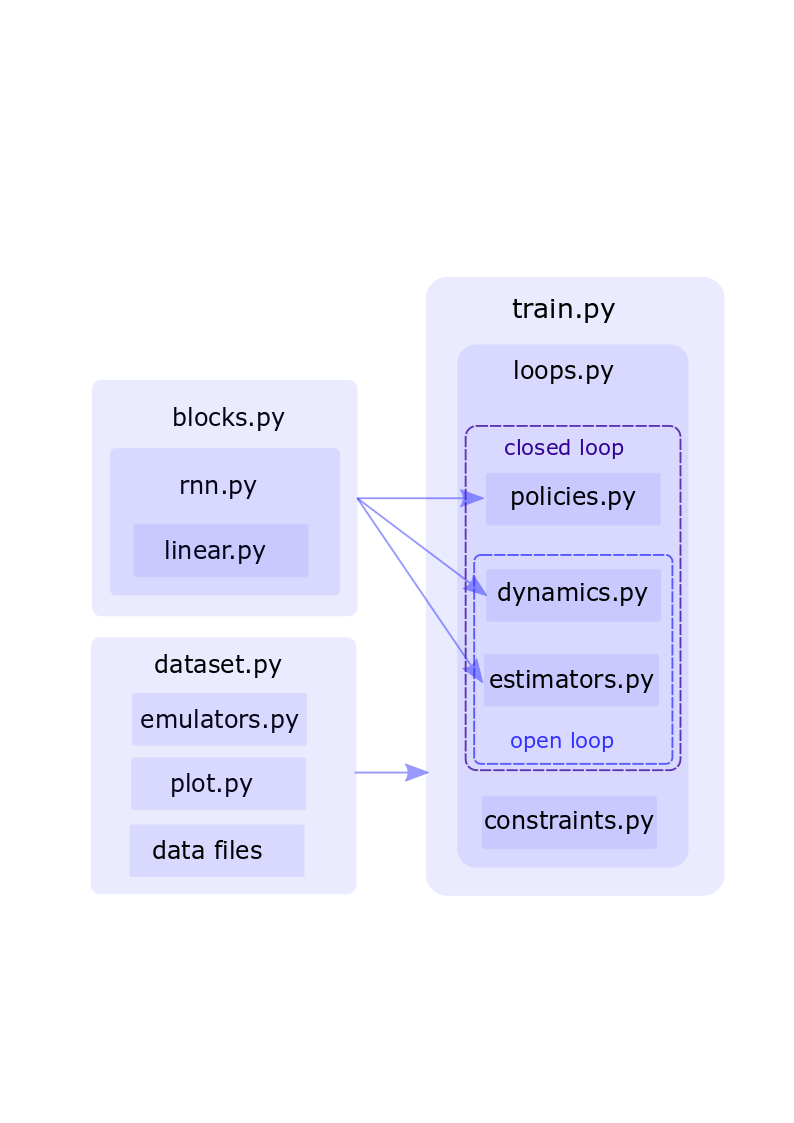 blocks.py
rnn.py
linear.py
dataset.py
emulators.py
plot.py
data files
train.py
loops.py
closed loop
policies.py
dynamics.py
estimators.py
open loop
constraints.py